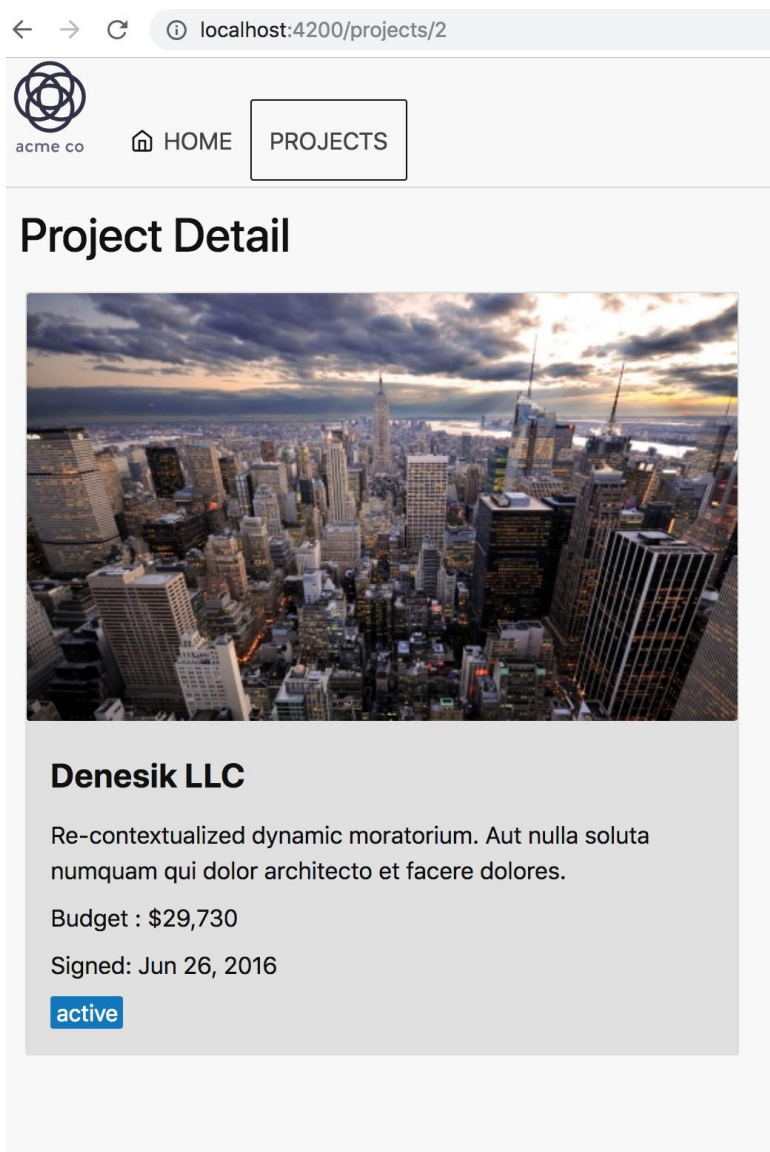 localhost:4200/projects/2
acme co
HOME
PROJECTS
Project Detail
Denesik LLC
Re-contextualized dynamic moratorium. Aut nulla soluta
numquam qui dolor architecto et facere dolores.
Budget : $29,730
Signed: Jun 26, 2016
active